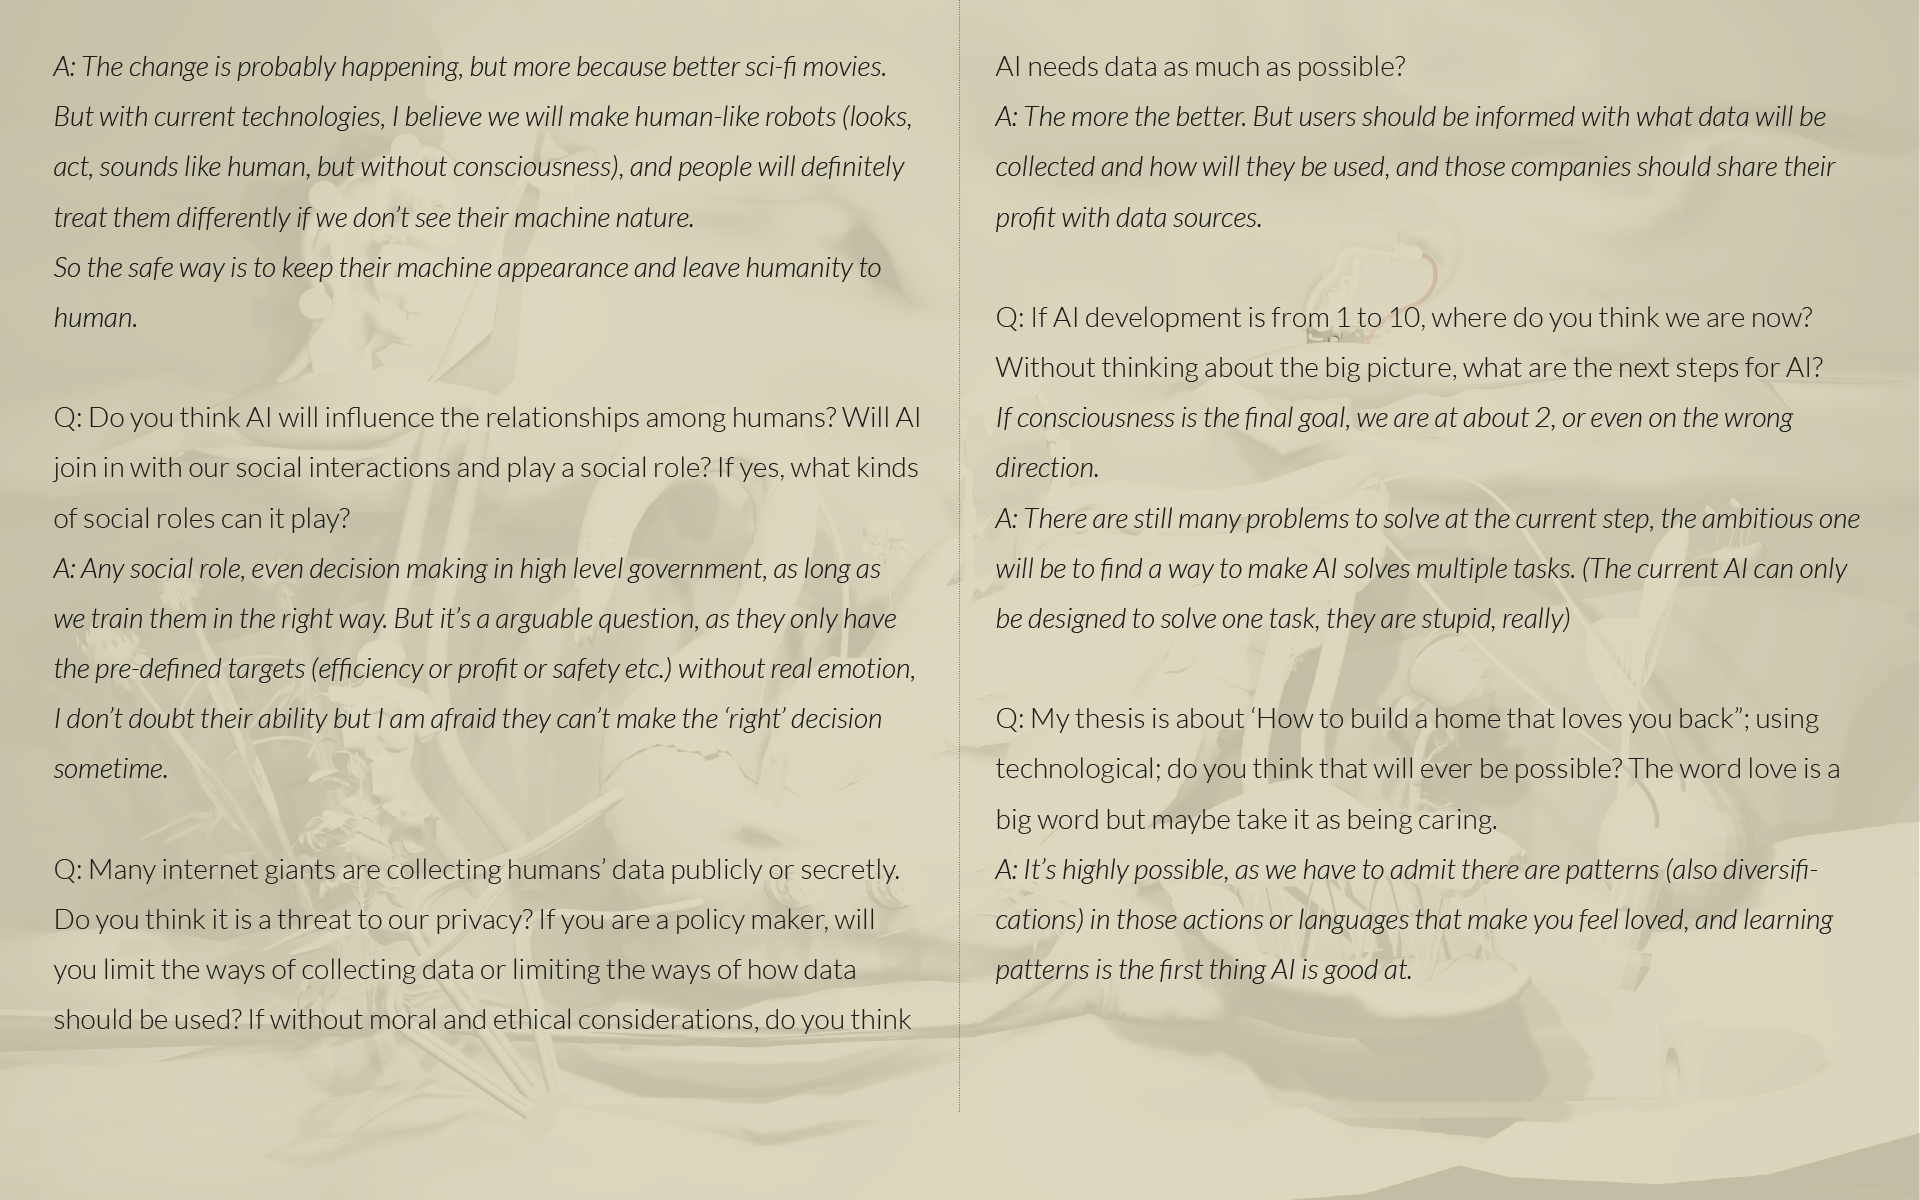 A: The change is probably happening, but more because better sci-fi movies.
But with current technologies, I believe we will make human-like robots (looks,
act, sounds like human, but without consciousness), and people will definitely
treat them differently if we don’t see their machine nature.
So the safe way is to keep their machine appearance and leave humanity to
human.
Q: Do you think AI will influence the relationships among humans? Will AI
join in with our social interactions and play a social role? If yes, what kinds
of social roles can it play?
A: Any social role, even decision making in high level government, as long as
we train them in the right way. But it’s a arguable question, as they only have
the pre-defined targets (efficiency or profit or safety etc.) without real emotion,
I don’t doubt their ability but I am afraid they can’t make the ‘right’ decision
sometime.
Q: Many internet giants are collecting humans’ data publicly or secretly.
Do you think it is a threat to our privacy? If you are a policy maker, will
you limit the ways of collecting data or limiting the ways of how data
should be used? If without moral and ethical considerations, do you think
AI needs data as much as possible?
A: The more the better. But users should be informed with what data will be
collected and how will they be used, and those companies should share their
profit with data sources.
Q: If AI development is from 1 to 10, where do you think we are now?
Without thinking about the big picture, what are the next steps for AI?
If consciousness is the final goal, we are at about 2, or even on the wrong
direction.
A: There are still many problems to solve at the current step, the ambitious one
will be to find a way to make AI solves multiple tasks. (The current AI can only
be designed to solve one task, they are stupid, really)
Q: My thesis is about ‘How to build a home that loves you back”; using
technological; do you think that will ever be possible? The word love is a
big word but maybe take it as being caring.
A: It’s highly possible, as we have to admit there are patterns (also diversifi-
cations) in those actions or languages that make you feel loved, and learning
patterns is the first thing AI is good at.